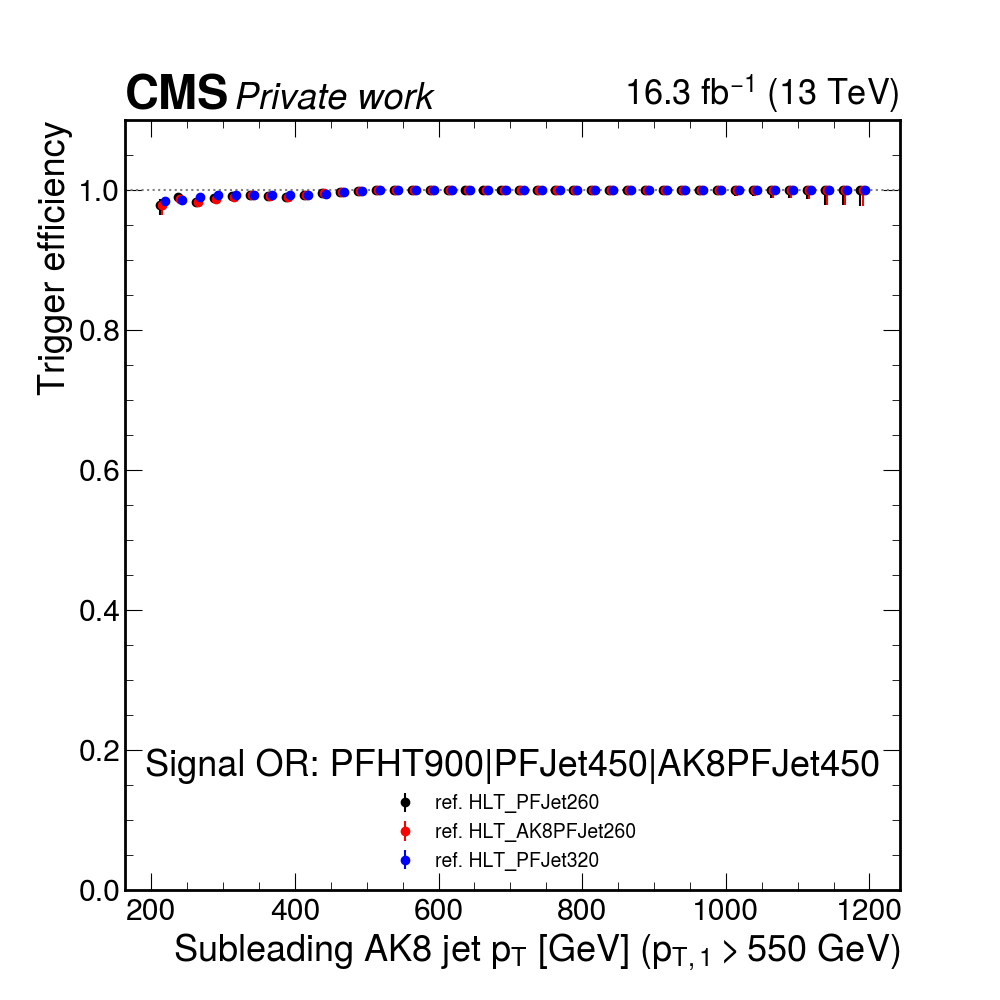 CMS Private work 16.3 fb⁻¹ (13 TeV)
Trigger efficiency
1.0
0.8
0.6
0.4
0.2
0.0
Signal OR: PFHT900|PFJet450|AK8PFJet450
ref. HLT_PFJet260
ref. HLT_AK8PFJet260
ref. HLT_PFJet320
200 400 600 800 1000 1200
Subleading AK8 jet p_T [GeV] (p_T, 1 > 550 GeV)